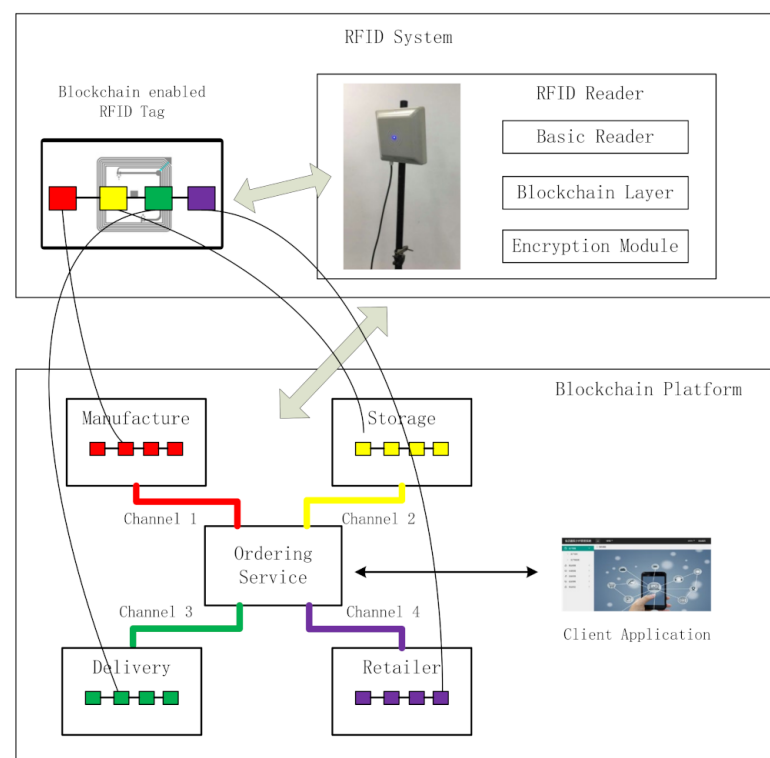 RFID System
Blockchain enabled
RFID Tag
RFID Reader
Basic Reader
Blockchain Layer
Encryption Module
Blockchain Platform
Manufacture
Storage
Channel 1
Channel 2
Ordering
Service
Channel 3
Channel 4
Client Application
Delivery
Retailer